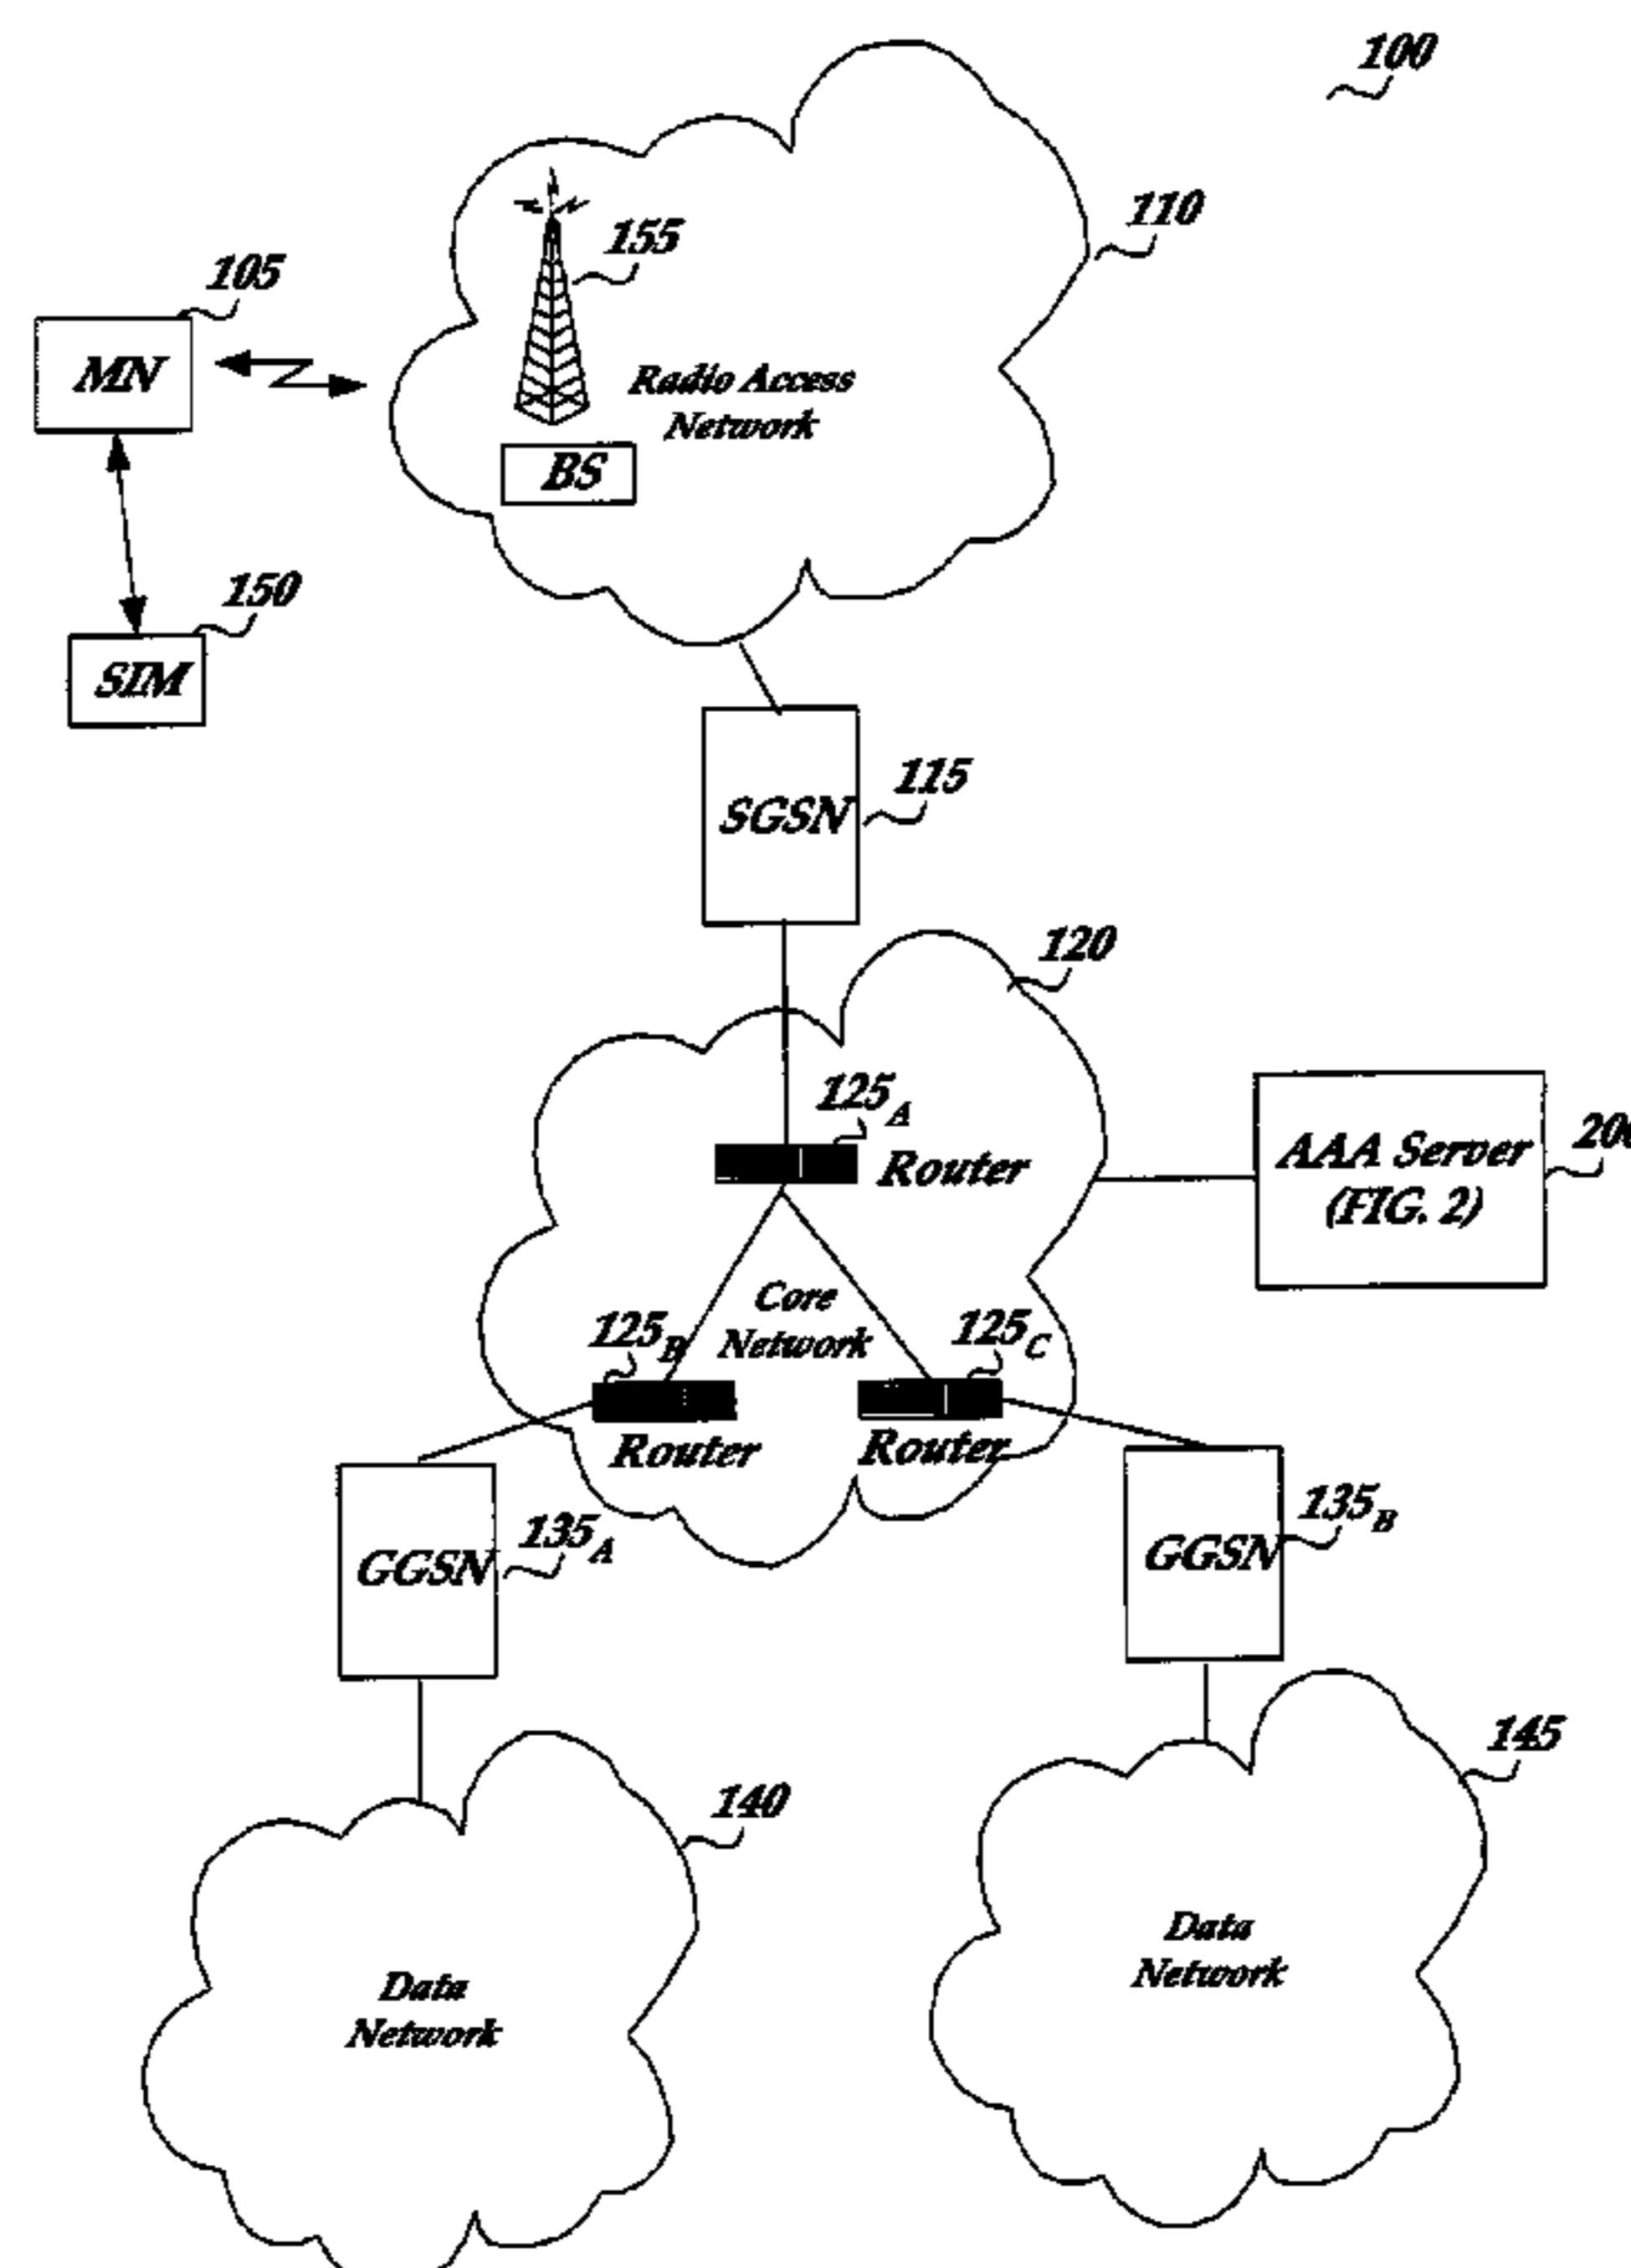 100
110
155
105
MN
Radio Access
Network
BS
150
SIM
115
SGSN
120
125A
Router
AAA Server
(FIG. 2)
Core
Network
125B
125C
Router
Router
135A
GGSN
135B
GGSN
145
140
Data
Network
Data
Network